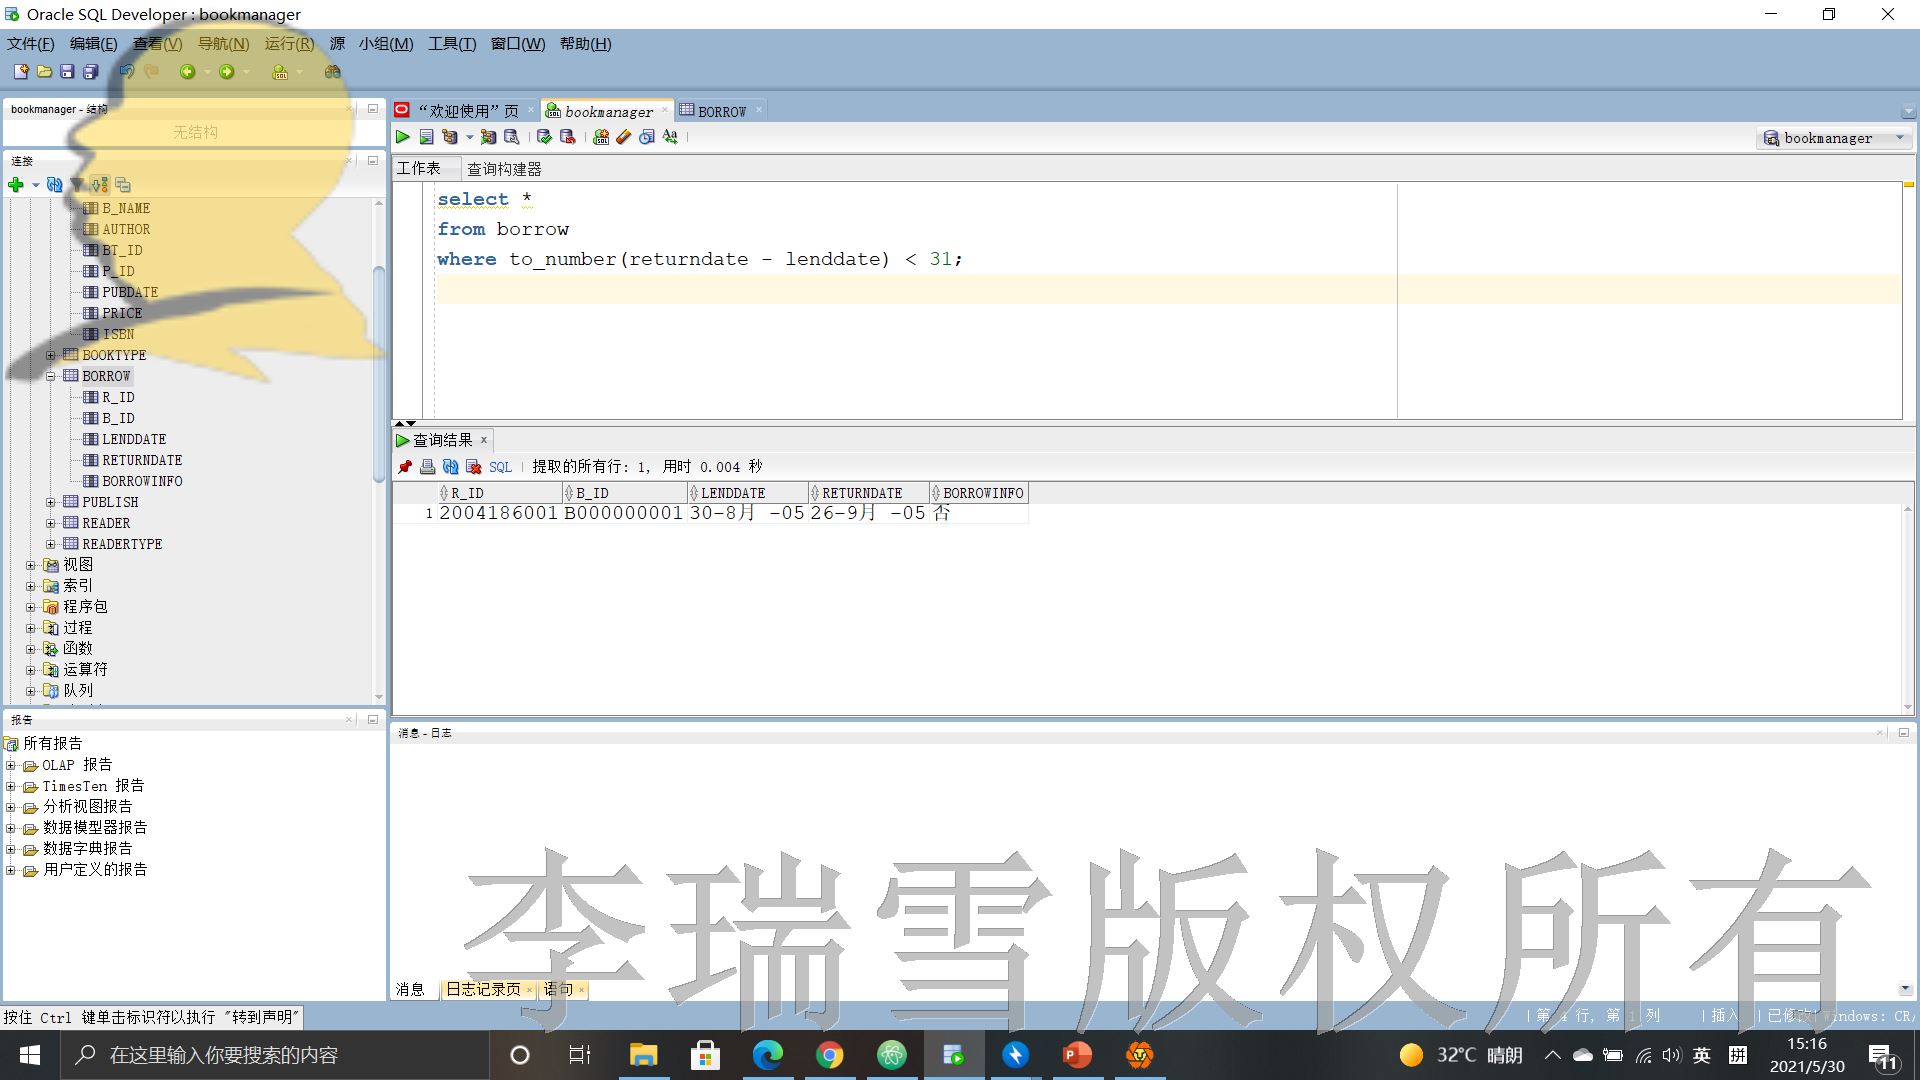 Oracle SQL Developer : bookmanager
文件(F) 编辑(E) 查看(V) 导航(N) 运行(R) 源 小组(M) 工具(T) 窗口(W) 帮助(H)
bookmanager - 结构
无结构
连接
B_NAME
AUTHOR
BT_ID
P_ID
PUBDATE
PRICE
ISBN
BOOKTYPE
BORROW
R_ID
B_ID
LENDDATE
RETURNDATE
BORROWINFO
PUBLISH
READER
READERTYPE
视图
索引
程序包
过程
函数
运算符
队列
报告
所有报告
OLAP 报告
TimesTen 报告
分析视图报告
数据模型器报告
数据字典报告
用户定义的报告
“欢迎使用”页 bookmanager BORROW
bookmanager
工作表 查询构建器
select *
from borrow
where to_number(returndate - lenddate) < 31;
查询结果
SQL | 提取的所有行: 1, 用时 0.004 秒
R_ID B_ID LENDDATE RETURNDATE BORROWINFO
1 2004186001 B000000001 30-8月 -05 26-9月 -05 否
消息 - 日志
李瑞雪版权所有
消息 日志记录页 语句
按住 Ctrl 键单击标识符以执行 "转到声明"
第 4 行, 第 1 列 | 插入 | 已修改 | Windows: CR/
在这里输入你要搜索的内容
32°C 晴朗
英
拼
15:16
2021/5/30
11